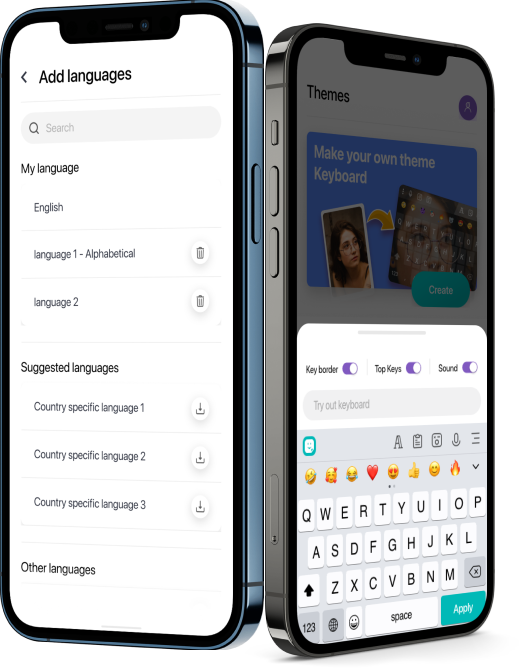 Add languages
Search
My language
English
language 1 - Alphabetical
language 2
Suggested languages
Country specific language 1
Country specific language 2
Country specific language 3
Other languages
Themes
Make your own theme
Keyboard
Create
Key border
Top Keys
Sound
Try out keyboard
Q W E R T Y U I O P
A S D F G H J K L
Z X C V B N M
123
space
Apply